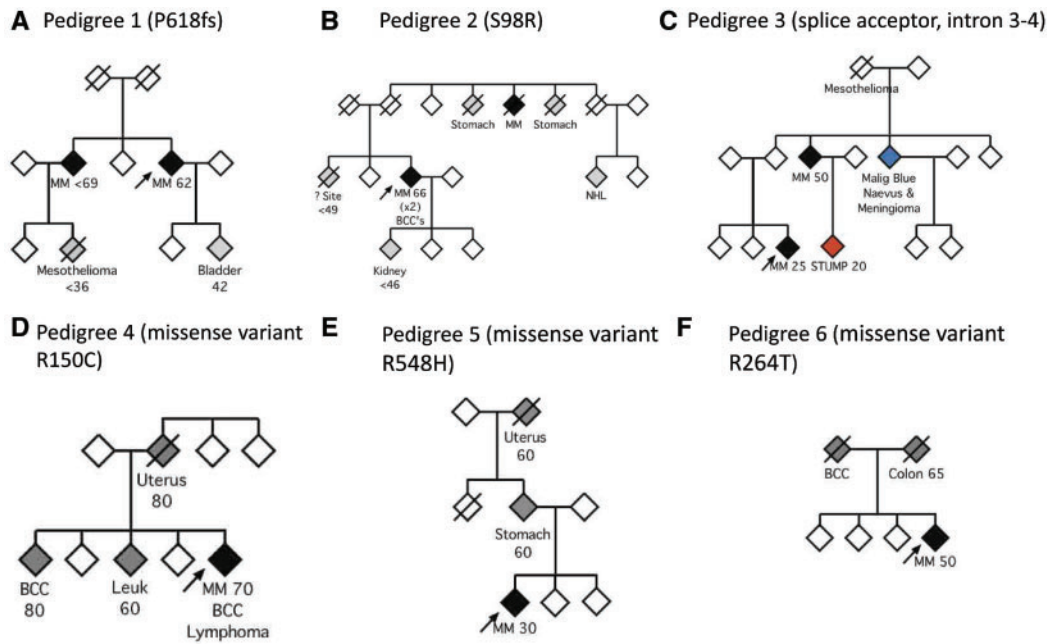 A Pedigree 1 (P618fs)
MM <69
MM 62
Mesothelioma
<36
Bladder
42
B Pedigree 2 (S98R)
Stomach
MM
Stomach
? Site
<49
MM 66
(x2)
BCC's
NHL
Kidney
<46
C Pedigree 3 (splice acceptor, intron 3-4)
Mesothelioma
MM 50
Malig Blue
Naevus &
Meningioma
MM 25
STUMP 20
D Pedigree 4 (missense variant
R150C)
Uterus
80
BCC
80
Leuk
60
MM 70
BCC
Lymphoma
E Pedigree 5 (missense variant
R548H)
Uterus
60
Stomach
60
MM 30
F Pedigree 6 (missense variant
R264T)
BCC
Colon 65
MM 50